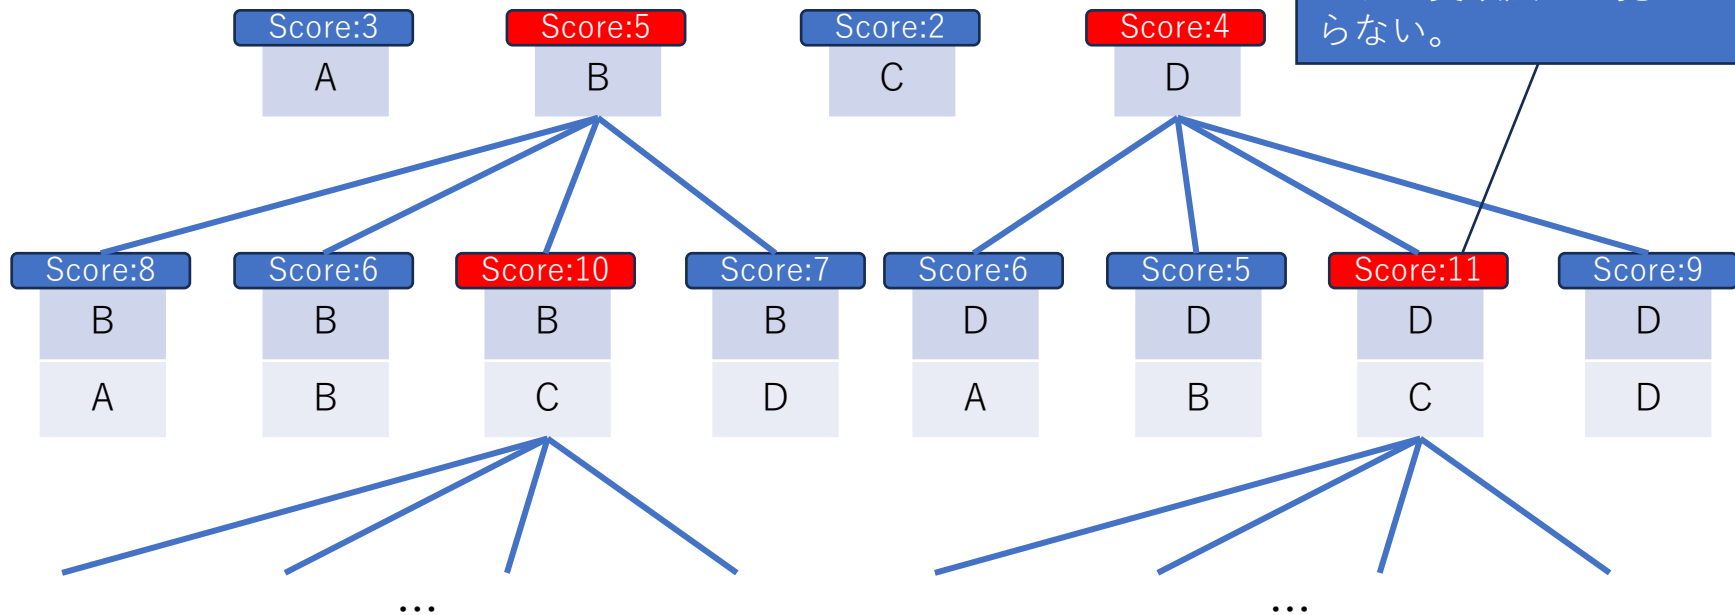 Score:3 Score:5 Score:2 Score:4
らない。
A B C D
Score:8 Score:6 Score:10 Score:7 Score:6 Score:5 Score:11 Score:9
B B B B D D D D
A B C D A B C D
... ...